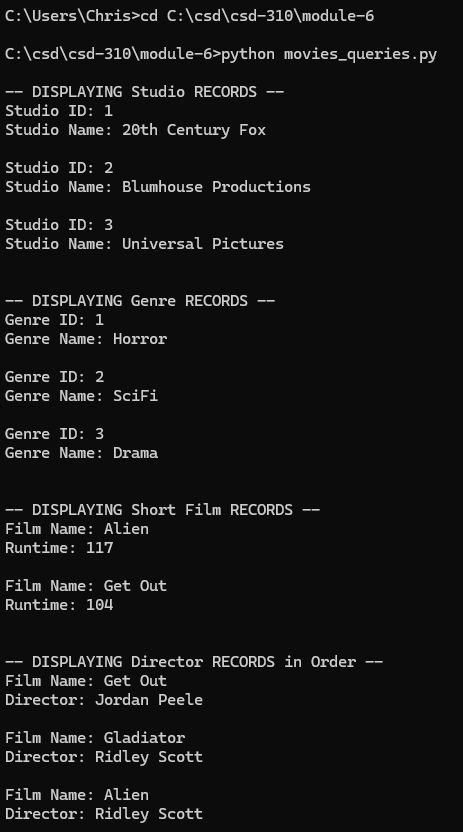 C:\Users\Chris>cd C:\csd\csd-310\module-6
C:\csd\csd-310\module-6>python movies_queries.py
-- DISPLAYING Studio RECORDS --
Studio ID: 1
Studio Name: 20th Century Fox
Studio ID: 2
Studio Name: Blumhouse Productions
Studio ID: 3
Studio Name: Universal Pictures
-- DISPLAYING Genre RECORDS --
Genre ID: 1
Genre Name: Horror
Genre ID: 2
Genre Name: SciFi
Genre ID: 3
Genre Name: Drama
-- DISPLAYING Short Film RECORDS --
Film Name: Alien
Runtime: 117
Film Name: Get Out
Runtime: 104
-- DISPLAYING Director RECORDS in Order --
Film Name: Get Out
Director: Jordan Peele
Film Name: Gladiator
Director: Ridley Scott
Film Name: Alien
Director: Ridley Scott